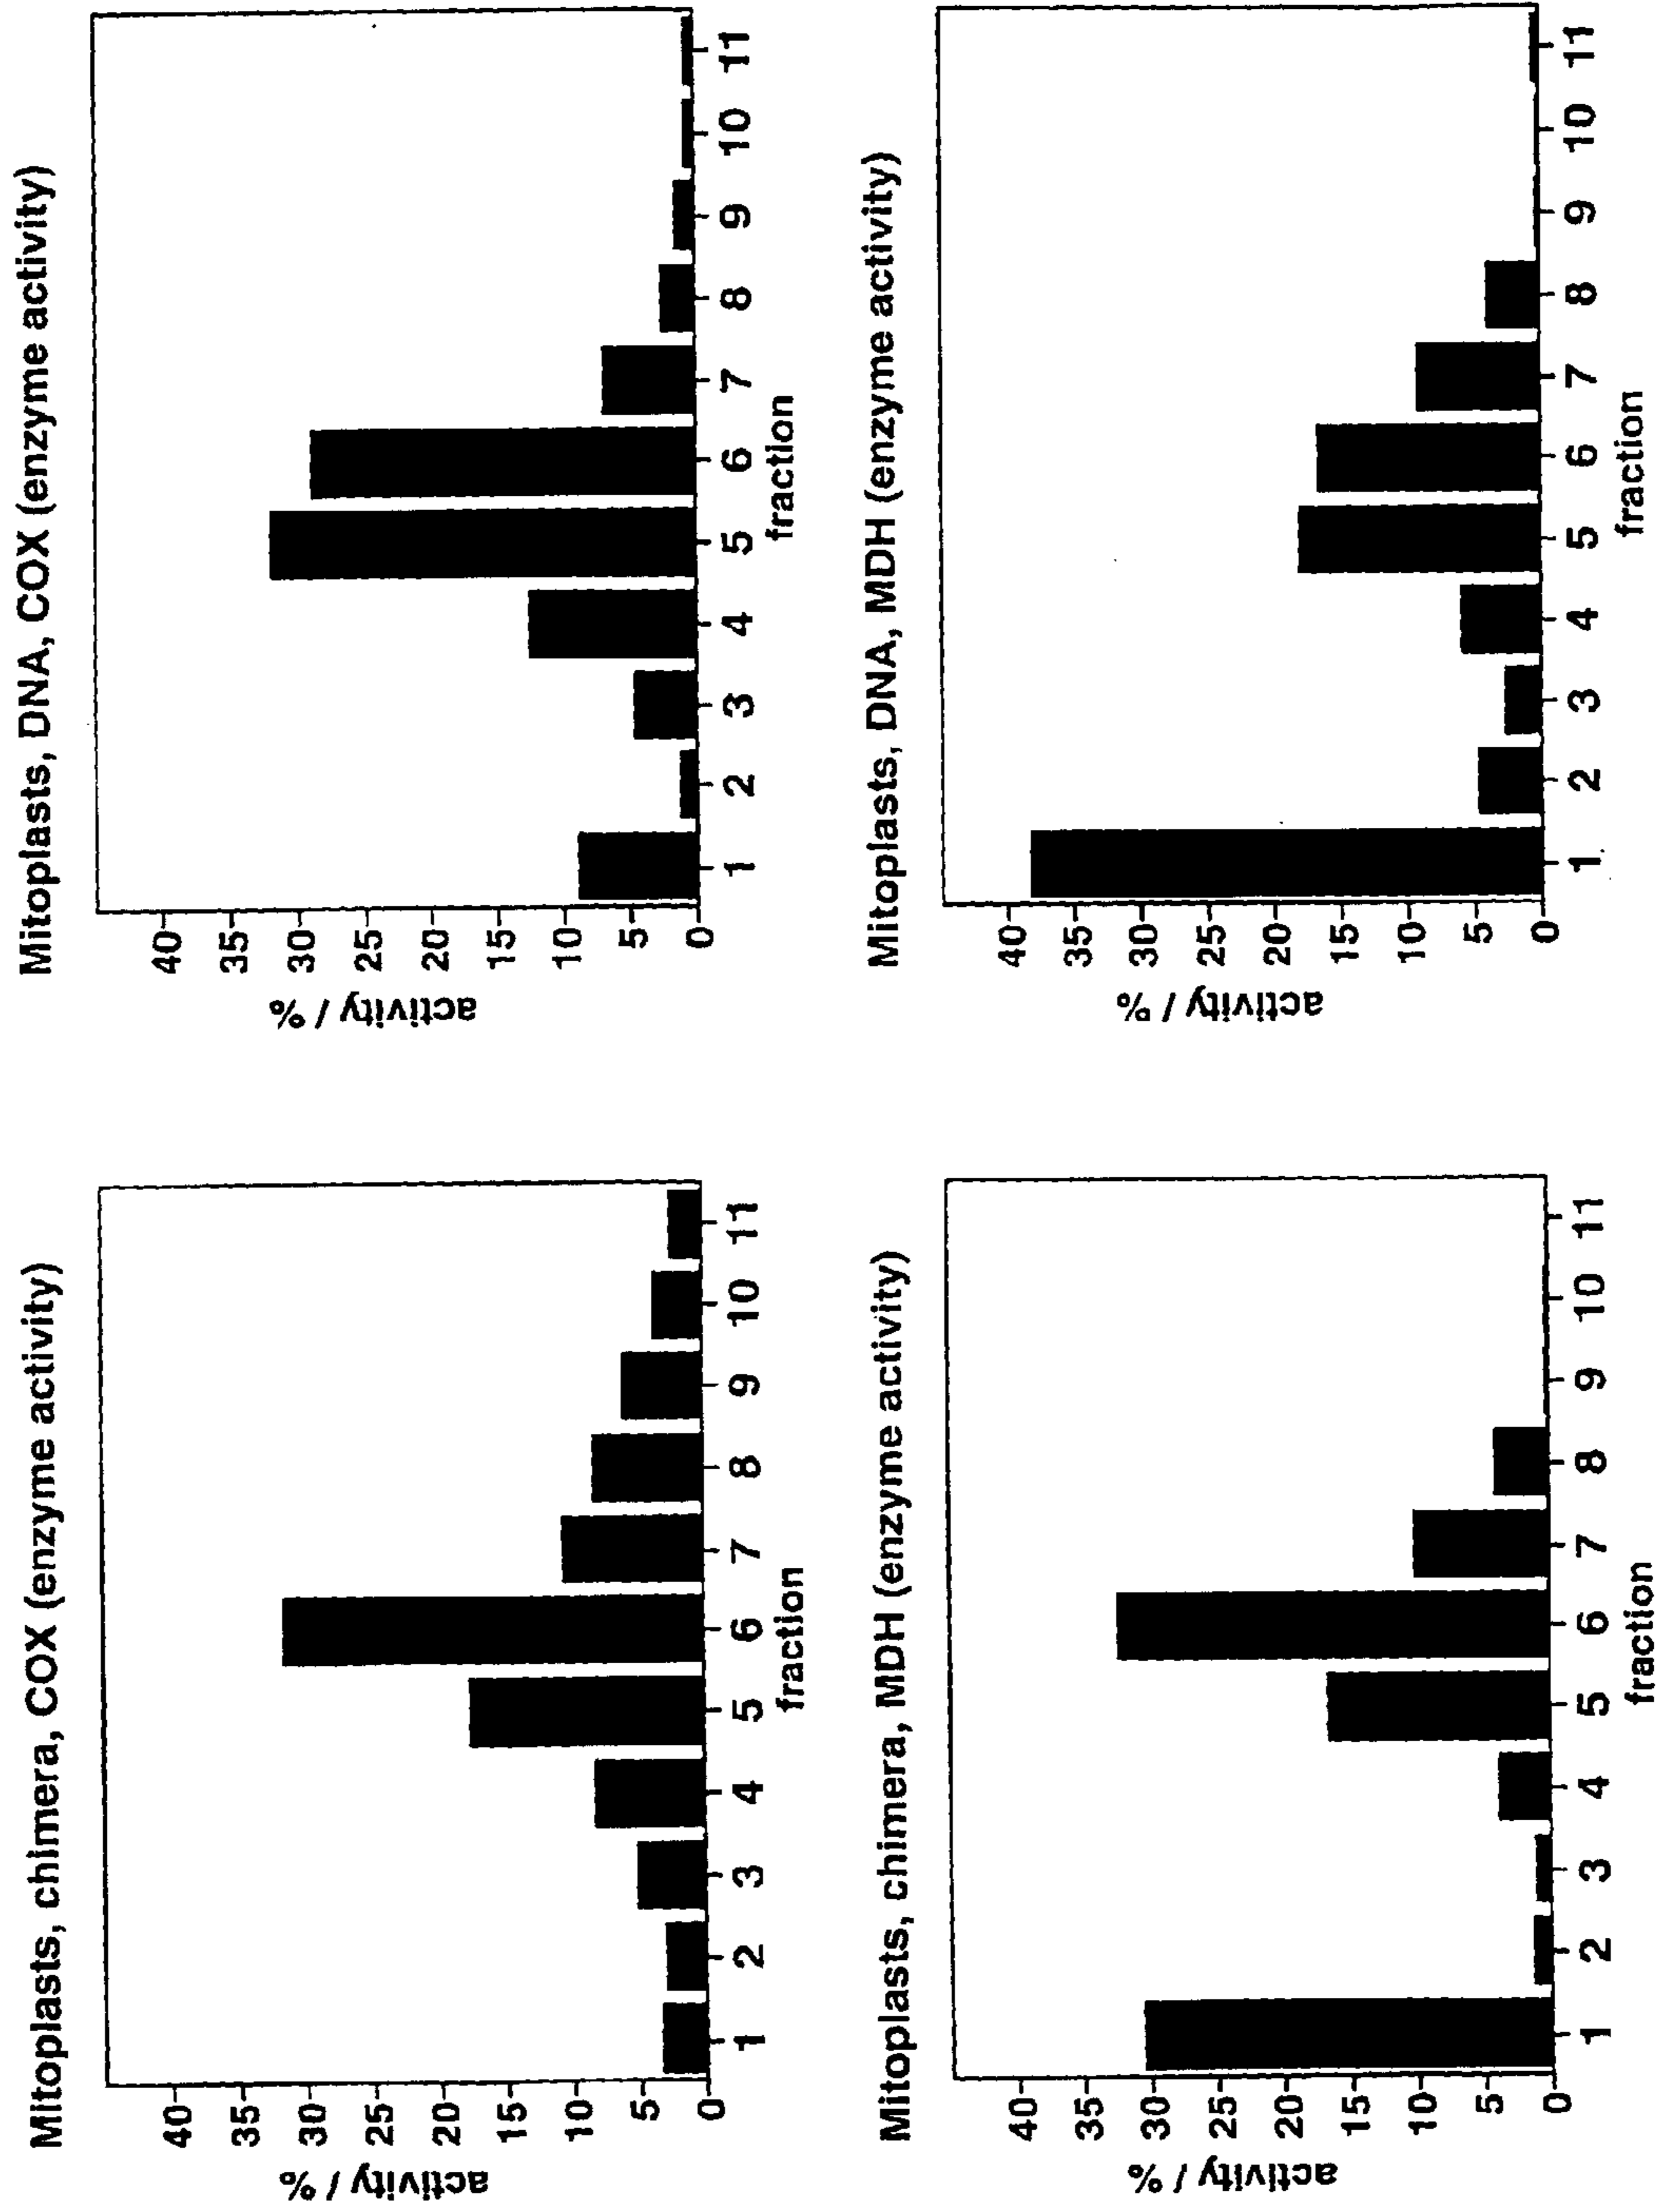 Mitoplasts, chimera, COX (enzyme activity)
activity / %
40
35
30
25
20
15
10
5
0
1 2 3 4 5 6 7 8 9 10 11
fraction
Mitoplasts, DNA, COX (enzyme activity)
activity / %
40
35
30
25
20
15
10
5
0
1 2 3 4 5 6 7 8 9 10 11
fraction
Mitoplasts, chimera, MDH (enzyme activity)
activity / %
40
35
30
25
20
15
10
5
0
1 2 3 4 5 6 7 8 9 10 11
fraction
Mitoplasts, DNA, MDH (enzyme activity)
activity / %
40
35
30
25
20
15
10
5
0
1 2 3 4 5 6 7 8 9 10 11
fraction